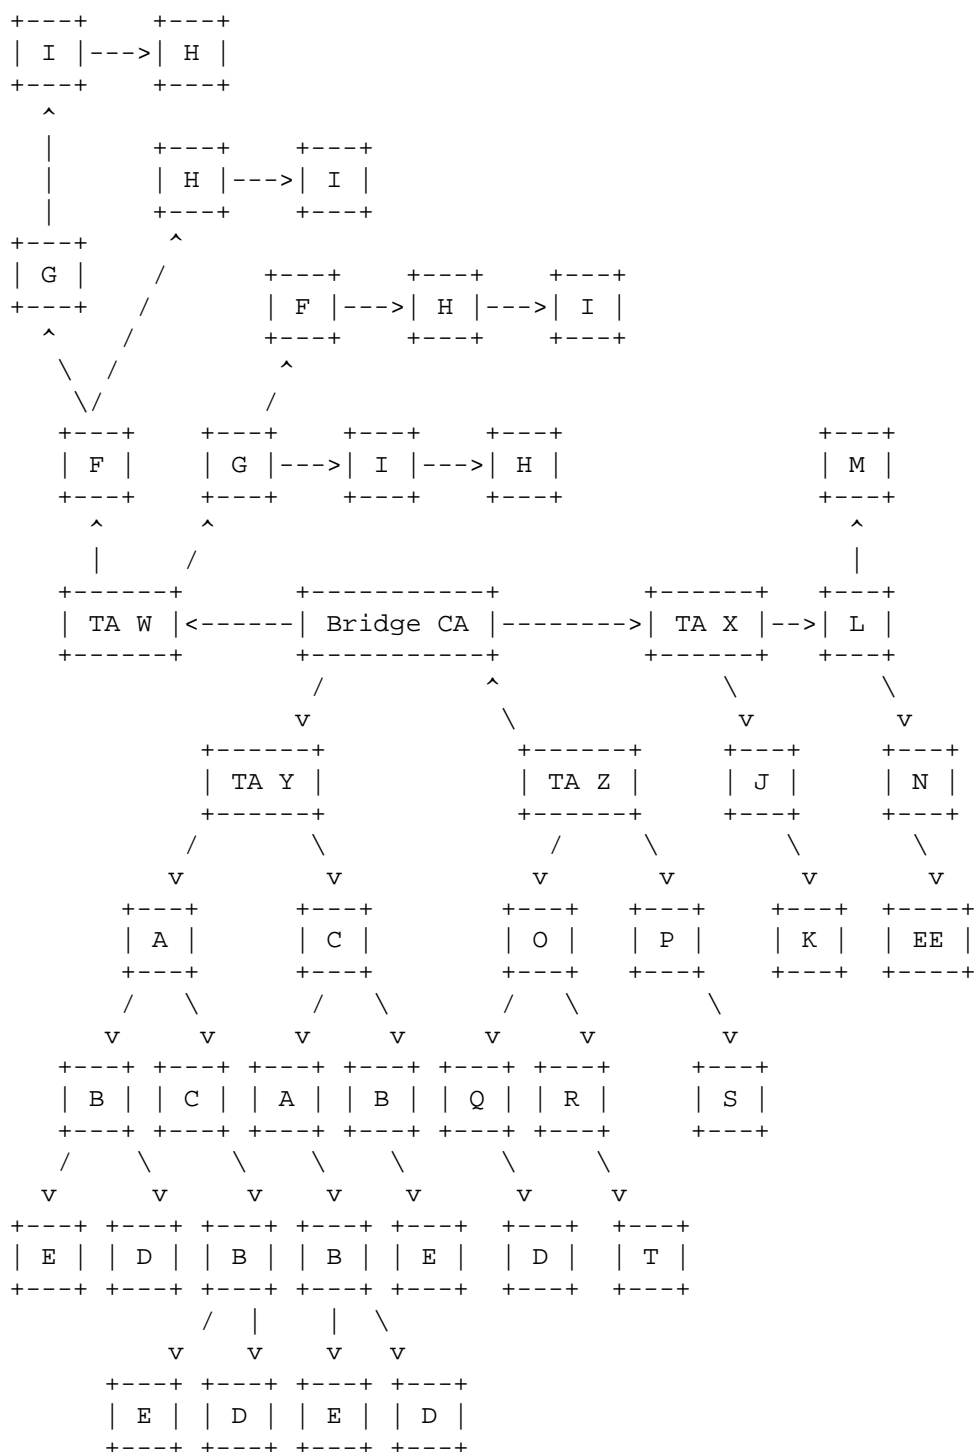 +---+    +---+
| I |--->| H |
+---+    +---+
  ^
  |      +---+    +---+
  |      | H |--->| I |
  |      +---+    +---+
+---+     ^
| G |    /      +---+    +---+    +---+
+---+   /       | F |--->| H |--->| I |
  ^    /        +---+    +---+    +---+
   \  /          ^
    \/          /
   +---+    +---+    +---+    +---+                +---+
   | F |    | G |--->| I |--->| H |                | M |
   +---+    +---+    +---+    +---+                +---+
     ^      ^                                        ^
     |     /                                         |
   +------+       +-----------+         +------+   +---+
   | TA W |<------| Bridge CA |-------->| TA X |-->| L |
   +------+       +-----------+         +------+   +---+
                   /          ^              \         \
                  v            \              v         v
            +------+            +------+     +---+     +---+
            | TA Y |            | TA Z |     | J |     | N |
            +------+            +------+     +---+     +---+
           /       \              /     \        \       \
          v         v            v       v        v       v
       +---+      +---+        +---+   +---+    +---+  +----+
       | A |      | C |        | O |   | P |    | K |  | EE |
       +---+      +---+        +---+   +---+    +---+  +----+
       /   \       /   \       /   \        \
      v     v     v     v     v     v        v
   +---+ +---+ +---+ +---+ +---+ +---+     +---+
   | B | | C | | A | | B | | Q | | R |     | S |
   +---+ +---+ +---+ +---+ +---+ +---+     +---+
   /    \     \    \    \      \     \
  v      v     v    v    v      v     v
+---+ +---+ +---+ +---+ +---+  +---+  +---+
| E | | D | | B | | B | | E |  | D |  | T |
+---+ +---+ +---+ +---+ +---+  +---+  +---+
            /  |    |  \
          v    v    v   v
      +---+ +---+ +---+ +---+
      | E | | D | | E | | D |
      +---+ +---+ +---+ +---+